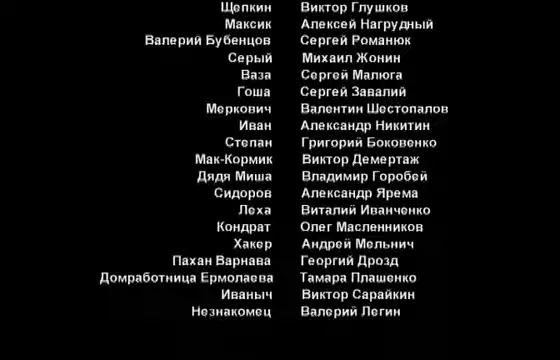 Щепкин Виктор Глушков
Максик Алексей Нагрудный
Валерий Бубенцов Сергей Романюк
Серый Михаил Жонин
Ваза Сергей Малюга
Гоша Сергей Завалий
Меркович Валентин Шестопалов
Иван Александр Никитин
Степан Григорий Боковенко
Мак-Кормик Виктор Демертаж
Дядя Миша Владимир Горобей
Сидоров Александр Ярема
Леха Виталий Иванченко
Кондрат Олег Масленников
Хакер Андрей Мельнич
Пахан Варнава Георгий Дрозд
Домработница Ермолаева Тамара Плашенко
Иваныч Виктор Сарайкин
Незнакомец Валерий Легин